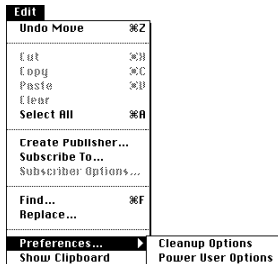 Edit
Undo Move ⌘Z
Cut ⌘X
Copy ⌘C
Paste ⌘V
Clear
Select All ⌘A
Create Publisher...
Subscribe To...
Subscriber Options...
Find... ⌘F
Replace...
Preferences... ▶ Cleanup Options
Show Clipboard Power User Options